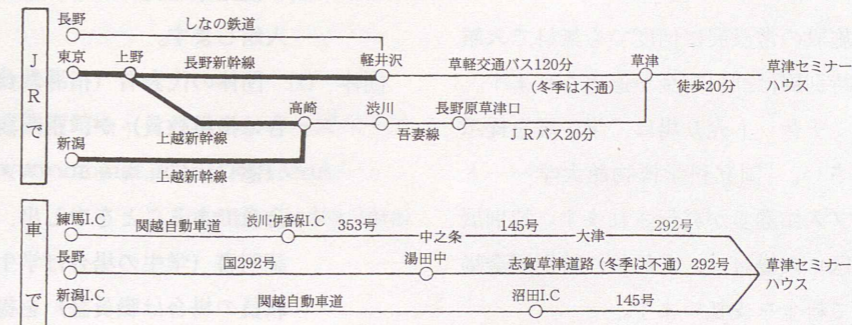 JRで
長野 しなの鉄道
東京 上野 長野新幹線 軽井沢 草軽交通バス120分 草津 草津セミナー
(冬季は不通) 徒歩20分 ハウス
高崎 渋川 長野原草津口
新潟 上越新幹線 吾妻線 JRバス20分
上越新幹線
車で
練馬I.C 関越自動車道 渋川・伊香保I.C 353号 中之条 145号 大津 292号
長野 国292号 湯田中 志賀草津道路(冬季は不通)292号 草津セミナー
ハウス
新潟I.C 関越自動車道 沼田I.C 145号